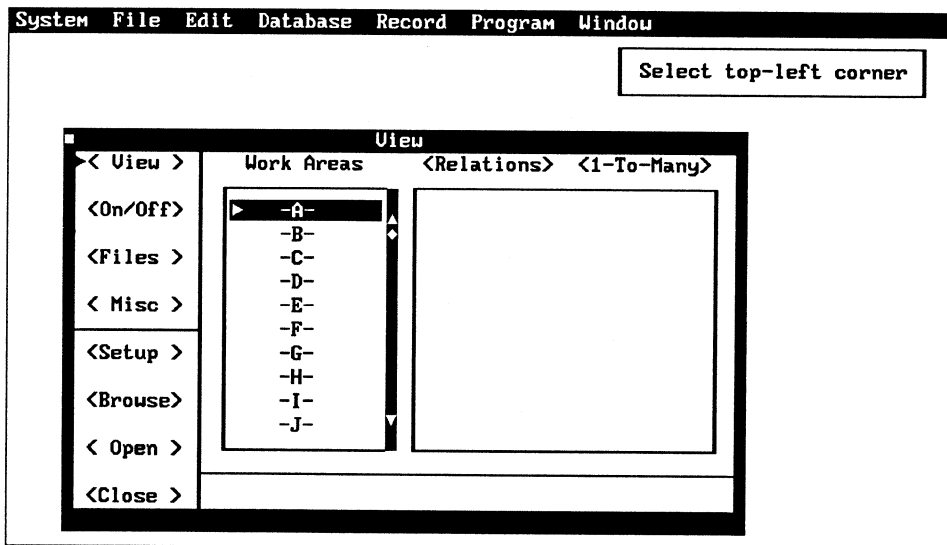 System File Edit Database Record Program Window
Select top-left corner
View
< View > Work Areas <Relations> <1-To-Many>
<On/Off> -A-
-B-
<Files > -C-
-D-
< Misc > -E-
-F-
<Setup > -G-
-H-
<Browse> -I-
-J-
< Open >
<Close >